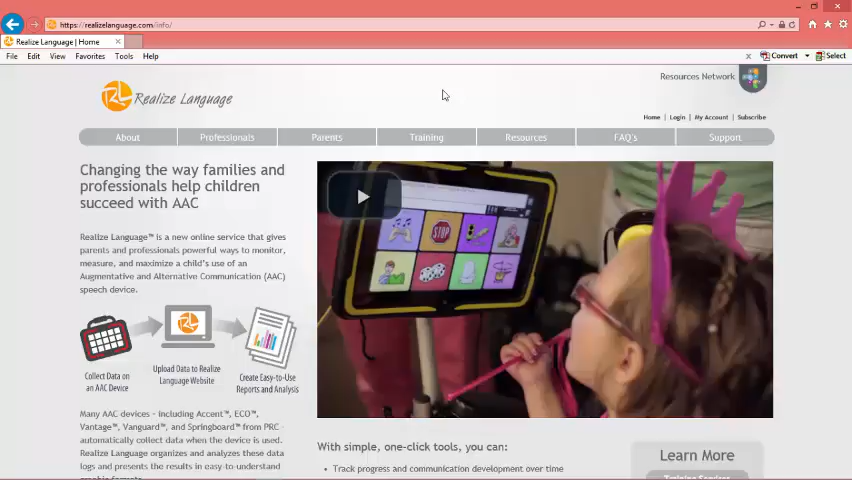 https://realizelanguage.com/info/
Realize Language | Home
File Edit View Favorites Tools Help
Convert Select
Resources Network
Realize Language
Home | Login | My Account | Subscribe
About Professionals Parents Training Resources FAQ's Support
Changing the way families and
professionals help children
succeed with AAC
Realize Language™ is a new online service that gives
parents and professionals powerful ways to monitor,
measure, and maximize a child's use of an
Augmentative and Alternative Communication (AAC)
speech device.
STOP
Collect Data on
an AAC Device
Upload Data to Realize
Language Website
Create Easy-to-Use
Reports and Analysis
Many AAC devices - including Accent™, ECO™,
Vantage™, Vanguard™, and Springboard™ from PRC -
automatically collect data when the device is used.
Realize Language organizes and analyzes these data
logs and presents the results in easy-to-understand
graphic formats.
With simple, one-click tools, you can:
• Track progress and communication development over time
Learn More
Training Services